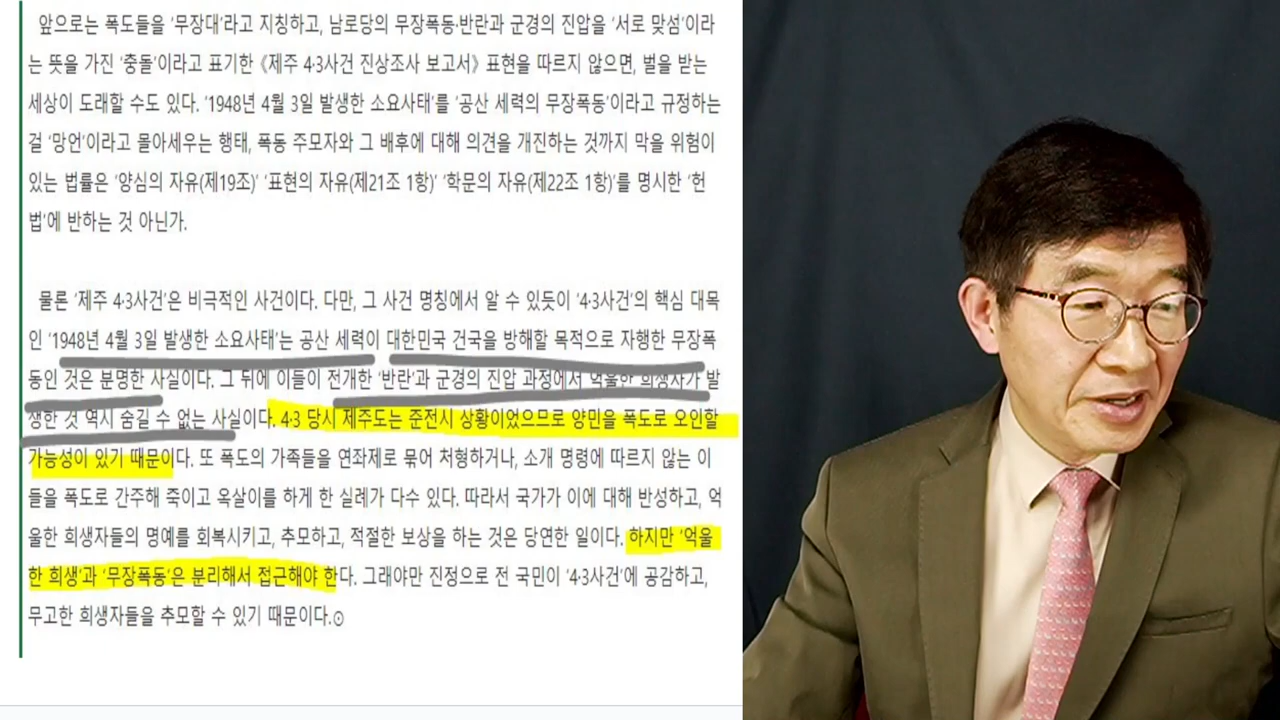 앞으로는 폭도들을 '무장대'라고 지칭하고, 남로당의 무장폭동·반란과 군경의 진압을 '서로 맞섬'이라
는 뜻을 가진 '충돌'이라고 표기한 《제주 4·3사건 진상조사 보고서》 표현을 따르지 않으면, 벌을 받는
세상이 도래할 수도 있다. '1948년 4월 3일 발생한 소요사태'를 '공산 세력의 무장폭동'이라고 규정하는
걸 '망언'이라고 몰아세우는 행태, 폭동 주모자와 그 배후에 대해 의견을 개진하는 것까지 막을 위험이
있는 법률은 '양심의 자유(제19조)' '표현의 자유(제21조 1항)' '학문의 자유(제22조 1항)'를 명시한 '헌
법'에 반하는 것 아닌가.
물론 '제주 4·3사건'은 비극적인 사건이다. 다만, 그 사건 명칭에서 알 수 있듯이 '4·3사건'의 핵심 대목
인 '1948년 4월 3일 발생한 소요사태'는 공산 세력이 대한민국 건국을 방해할 목적으로 자행한 무장폭
동인 것은 분명한 사실이다. 그 뒤에 이들이 전개한 '반란'과 군경의 진압 과정에서 억울한 희생자가 발
생한 것 역시 숨길 수 없는 사실이다. 4·3 당시 제주도는 준전시 상황이었으므로 양민을 폭도로 오인할
가능성이 있기 때문이다. 또 폭도의 가족들을 연좌제로 묶어 처형하거나, 소개 명령에 따르지 않는 이
들을 폭도로 간주해 죽이고 옥살이를 하게 한 실례가 다수 있다. 따라서 국가가 이에 대해 반성하고, 억
울한 희생자들의 명예를 회복시키고, 추모하고, 적절한 보상을 하는 것은 당연한 일이다. 하지만 '억울
한 희생'과 '무장폭동'은 분리해서 접근해야 한다. 그래야만 진정으로 전 국민이 '4·3사건'에 공감하고,
무고한 희생자들을 추모할 수 있기 때문이다.⊙